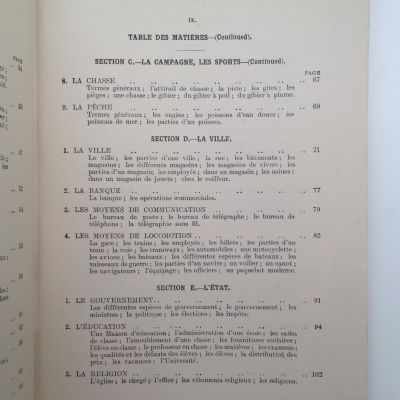 ix.
TABLE DES MATIÈRES—(Continued).
SECTION C.—LA CAMPAGNE, LES SPORTS—(Continued).
PAGE
8. LA CHASSE .. .. .. .. .. .. .. 67
Termes généraux; l'attirail de chasse; la piste; les gîtes; les
pièges; une chasse; le gibier; du gibier à poil; du gibier à plume.
9. LA PÊCHE .. .. .. .. .. .. .. 69
Termes généraux; les engins; les poissons d'eau douce; les
poissons de mer; les parties d'un poisson.
SECTION D.—LA VILLE.
1. LA VILLE .. .. .. .. .. .. .. 71
La ville; les parties d'une ville; la rue; les bâtiments; les
magasins; les différents magasins; les magasins de vivres; les
parties d'un magasin; les employés, dans un magasin; les usines;
dans un magasin de jouets; chez le coiffeur.
2. LA BANQUE .. .. .. .. .. .. .. 77
La banque; les opérations commerciales.
3. LES MOYENS DE COMMUNICATION .. .. .. .. 79
Le bureau de poste; le bureau de télégraphe; le bureau de
téléphone; la télégraphie sans fil.
4. LES MOYENS DE LOCOMOTION .. .. .. .. .. 82
La gare; les trains; les employés; les billets; les parties d'un
train; la voie; les tramways; les automobiles; une motocyclette;
les avions; les bateaux; les différentes espèces de bateaux; les
vaisseaux de guerre; les parties d'un navire; un voilier; un canot;
les navigateurs; l'équipage; les officiers; un paquebot moderne.
SECTION E.—L'ÉTAT.
1. LE GOUVERNEMENT .. .. .. .. .. .. 91
Les différentes espèces de gouvernement; le gouvernement; les
ministres; la politique; les élections; les impôts.
2. L'ÉDUCATION .. .. .. .. .. .. .. 94
Une Maison d'éducation; l'administration d'une école; les salles
de classe; l'ameublement d'une classe; les fournitures scolaires;
l'élève en classe; le professeur en classe; les matières; les examens;
les qualités et les défauts des élèves; les élèves; la distribution des
prix; les vacances; l'Université.
3. LA RELIGION .. .. .. .. .. .. .. 102
L'église; le clergé; l'office; les vêtements religieux; les religions.